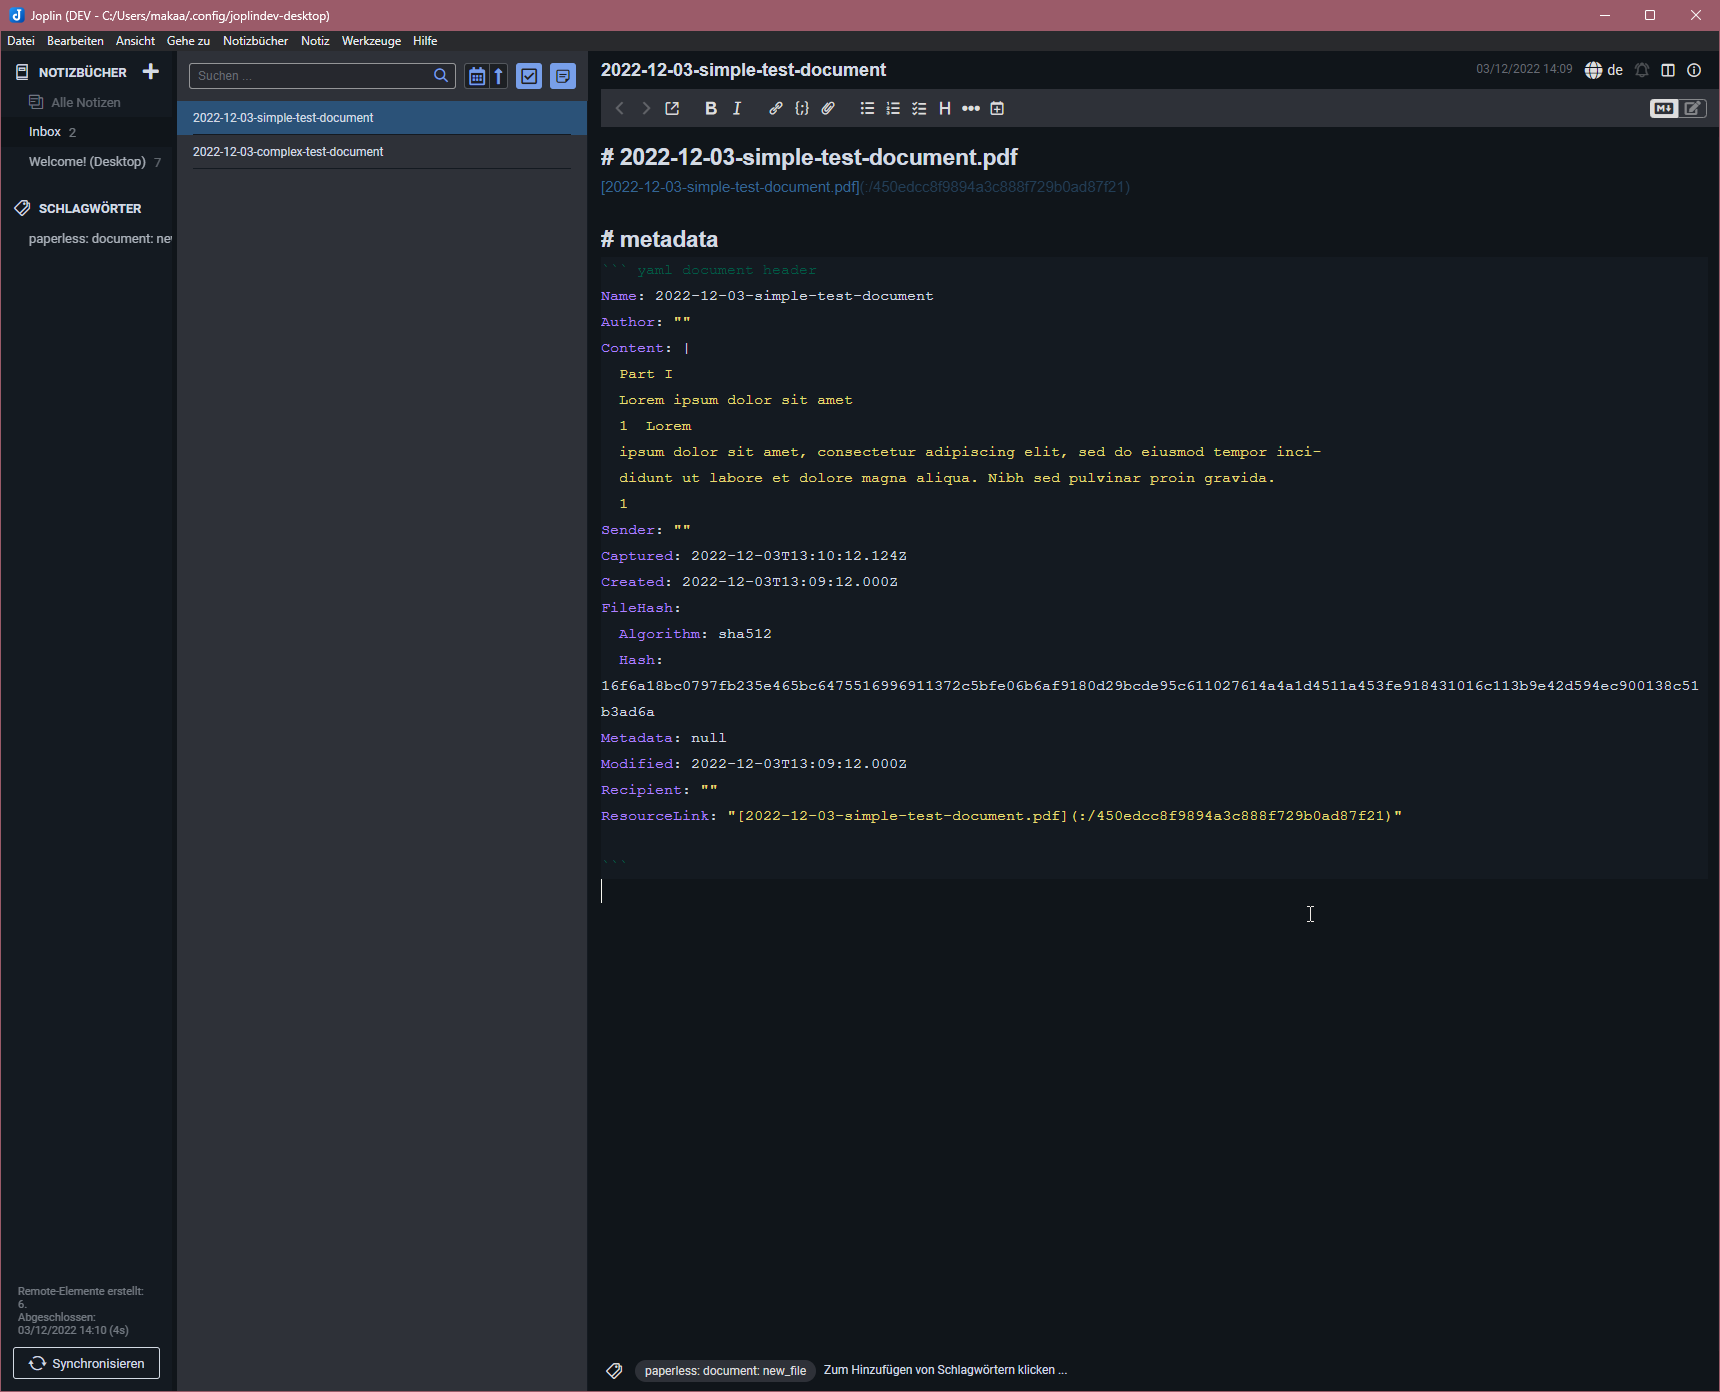 Joplin (DEV - C:/Users/makaa/.config/joplindev-desktop)
Datei Bearbeiten Ansicht Gehe zu Notizbücher Notiz Werkzeuge Hilfe
NOTIZBÜCHER
Alle Notizen
Inbox 2
Welcome! (Desktop) 7
SCHLAGWÖRTER
paperless: document: ne
Remote-Elemente erstellt:
6.
Abgeschlossen:
03/12/2022 14:10 (4s)
Synchronisieren
Suchen ...
2022-12-03-simple-test-document
2022-12-03-complex-test-document
2022-12-03-simple-test-document
03/12/2022 14:09 de
# 2022-12-03-simple-test-document.pdf
[2022-12-03-simple-test-document.pdf](:/450edcc8f9894a3c888f729b0ad87f21)
# metadata
``` yaml document header
Name: 2022-12-03-simple-test-document
Author: ""
Content: |
Part I
Lorem ipsum dolor sit amet
1 Lorem
ipsum dolor sit amet, consectetur adipiscing elit, sed do eiusmod tempor inci-
didunt ut labore et dolore magna aliqua. Nibh sed pulvinar proin gravida.
1
Sender: ""
Captured: 2022-12-03T13:10:12.124Z
Created: 2022-12-03T13:09:12.000Z
FileHash:
Algorithm: sha512
Hash:
16f6a18bc0797fb235e465bc6475516996911372c5bfe06b6af9180d29bcde95c611027614a4a1d4511a453fe918431016c113b9e42d594ec900138c51
b3ad6a
Metadata: null
Modified: 2022-12-03T13:09:12.000Z
Recipient: ""
ResourceLink: "[2022-12-03-simple-test-document.pdf](:/450edcc8f9894a3c888f729b0ad87f21)"
```
paperless: document: new_file Zum Hinzufügen von Schlagwörtern klicken ...